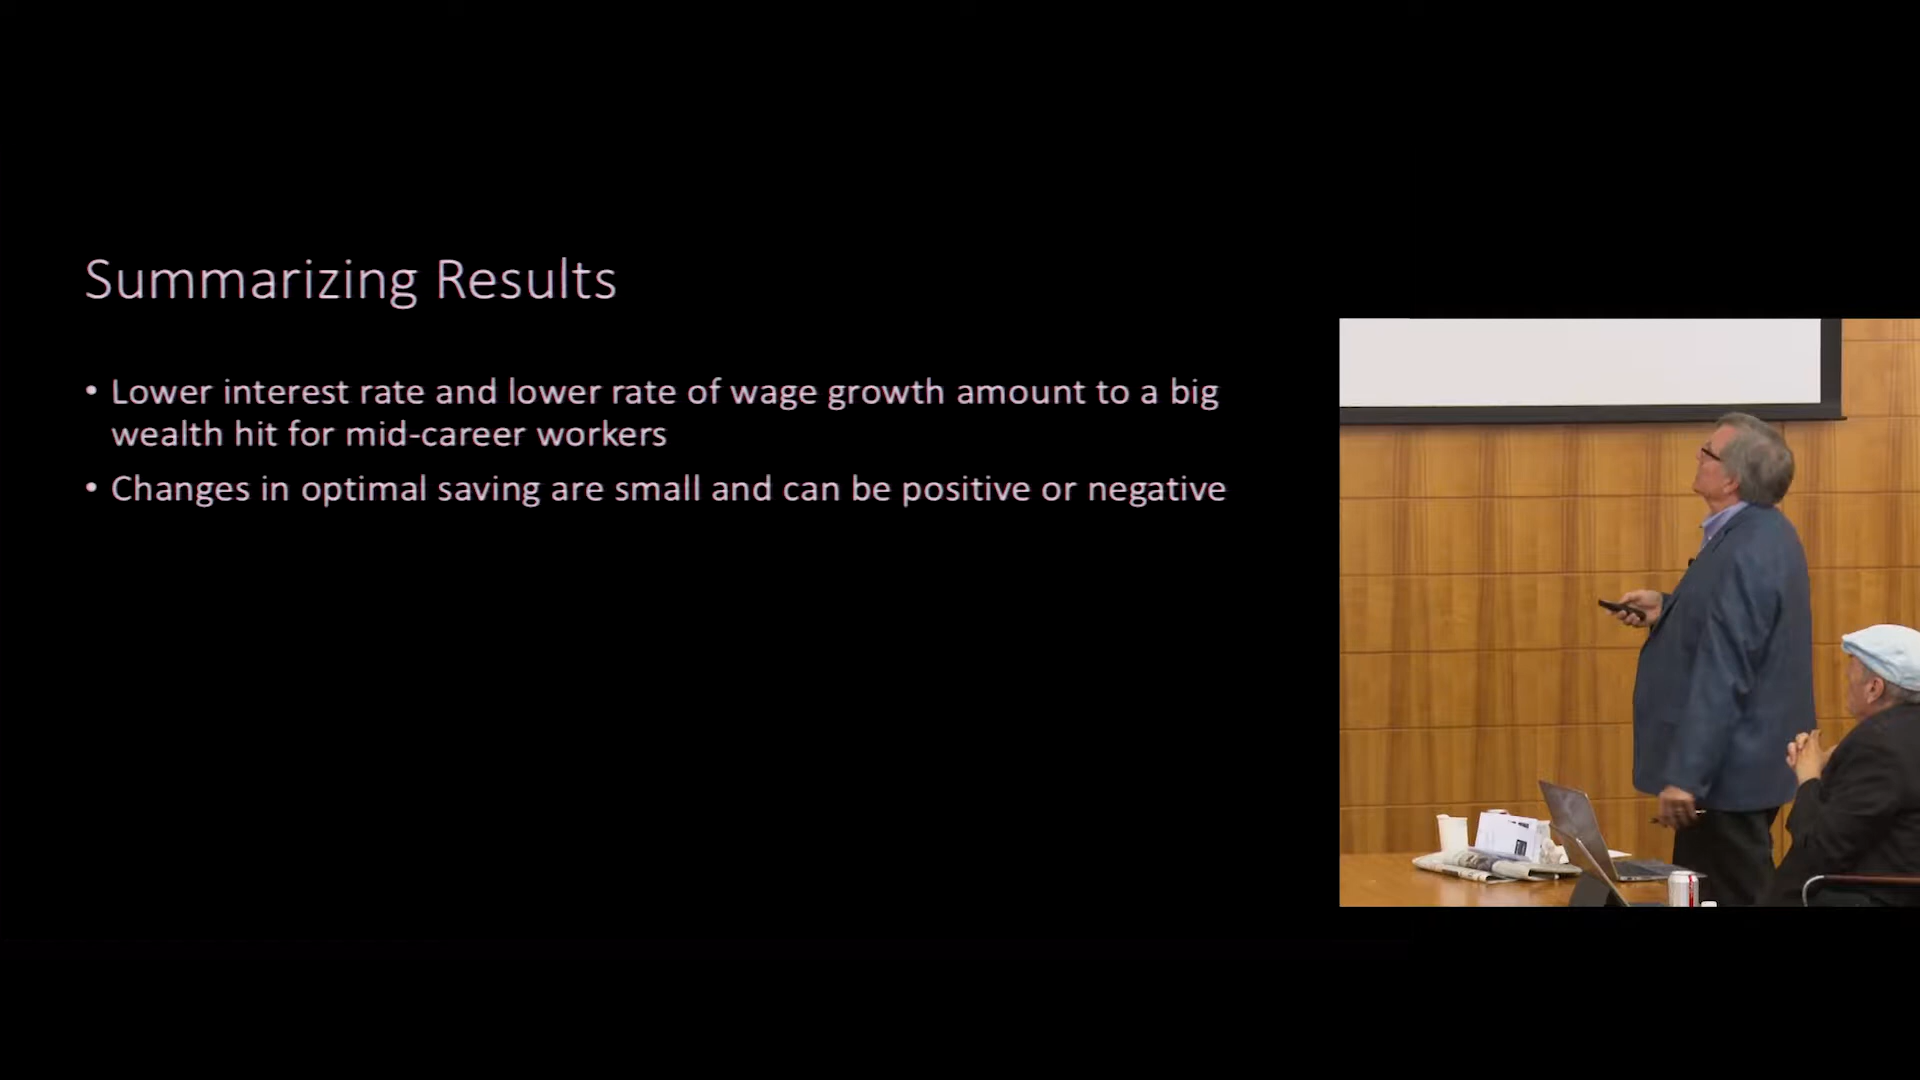 Summarizing Results
• Lower interest rate and lower rate of wage growth amount to a big
wealth hit for mid-career workers
• Changes in optimal saving are small and can be positive or negative